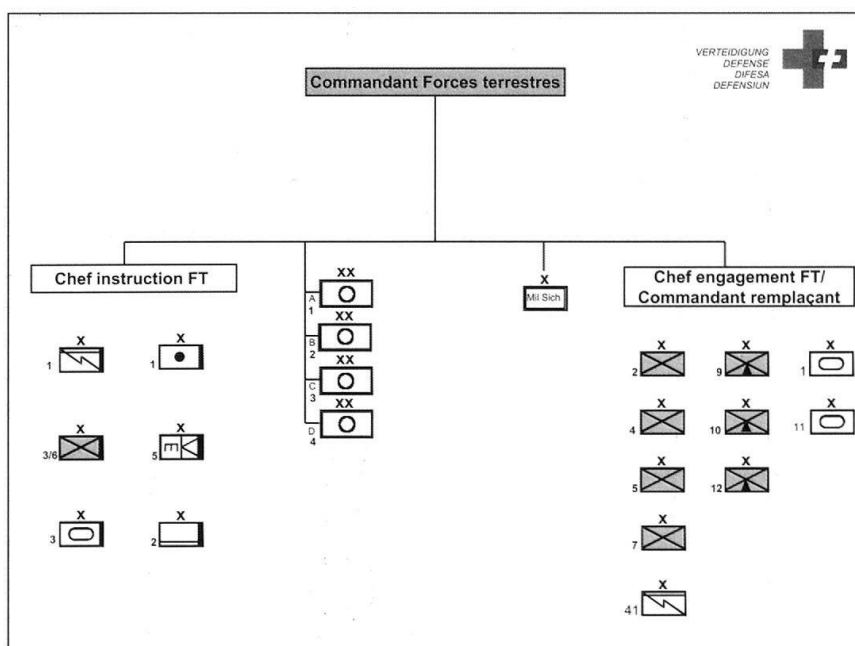 VERTEIDIGUNG
DEFENSE
DIFESA
DEFENSIUN
Commandant Forces terrestres
Chef instruction FT
X
1
X
1
X
3/6
X
5
E
X
3
X
2
XX
A
1
XX
B
2
XX
C
3
XX
D
4
X
Mil Sich
Chef engagement FT/
Commandant remplaçant
X
2
X
9
X
1
X
4
X
10
X
11
X
5
X
12
X
7
X
41